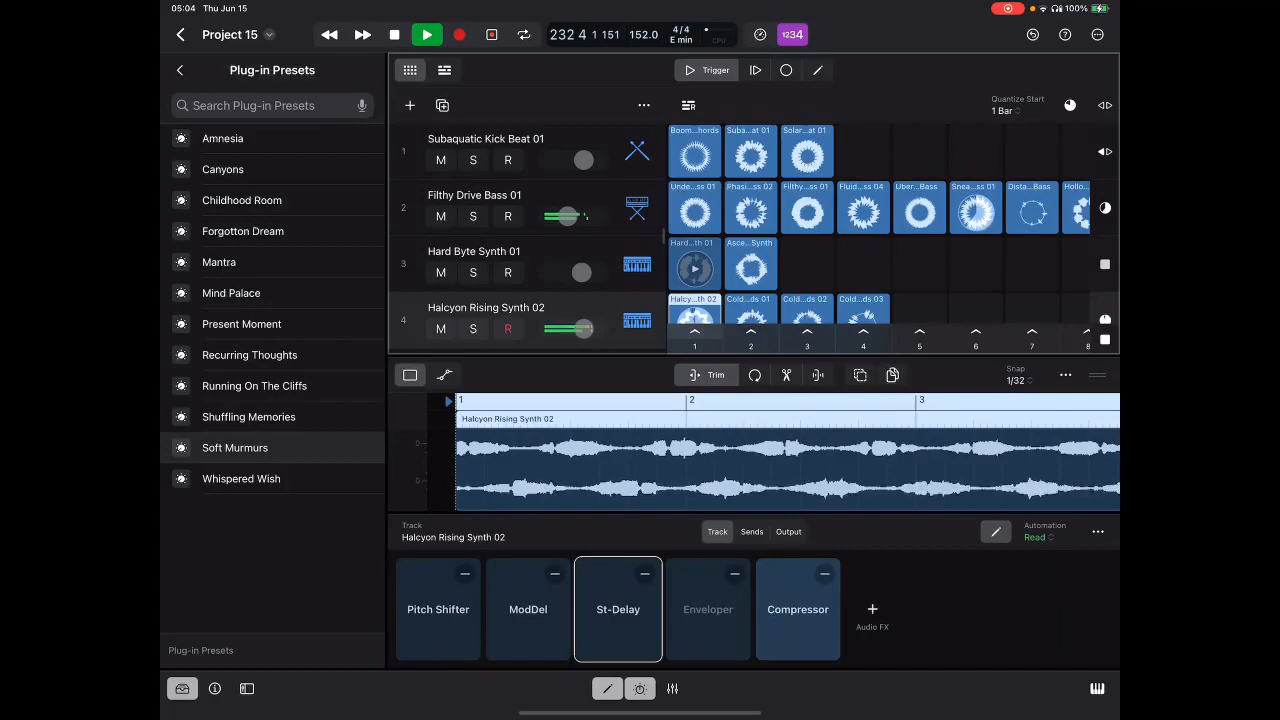 05:04 Thu Jun 15
100%
Project 15
232 4 1 151
152.0
4/4
E min
CPU
1234
Plug-in Presets
Search Plug-in Presets
Amnesia
Canyons
Childhood Room
Forgotten Dream
Mantra
Mind Palace
Present Moment
Recurring Thoughts
Running On The Cliffs
Shuffling Memories
Soft Murmurs
Whispered Wish
Plug-in Presets
Trigger
Quantize Start
1 Bar
1
Subaquatic Kick Beat 01
M S R
Boom...hords
Suba...at 01
Solar...at 01
2
Filthy Drive Bass 01
M S R
Unde...ss 01
Phasi...ss 02
Filthy...ss 01
Fluid...ss 04
Uber...Bass
Snea...ss 01
Dista...Bass
Hollo...
3
Hard Byte Synth 01
M S R
Hard...th 01
Asce...Synth
4
Halcyon Rising Synth 02
M S R
Halcy...th 02
Cold...ds 01
Cold...ds 02
Cold...ds 03
1 2 3 4 5 6 7 8
Trim
Snap
1/32
1 2 3
Halcyon Rising Synth 02
0
0
Track
Halcyon Rising Synth 02
Track Sends Output
Automation
Read
Pitch Shifter
ModDel
St-Delay
Enveloper
Compressor
+
Audio FX